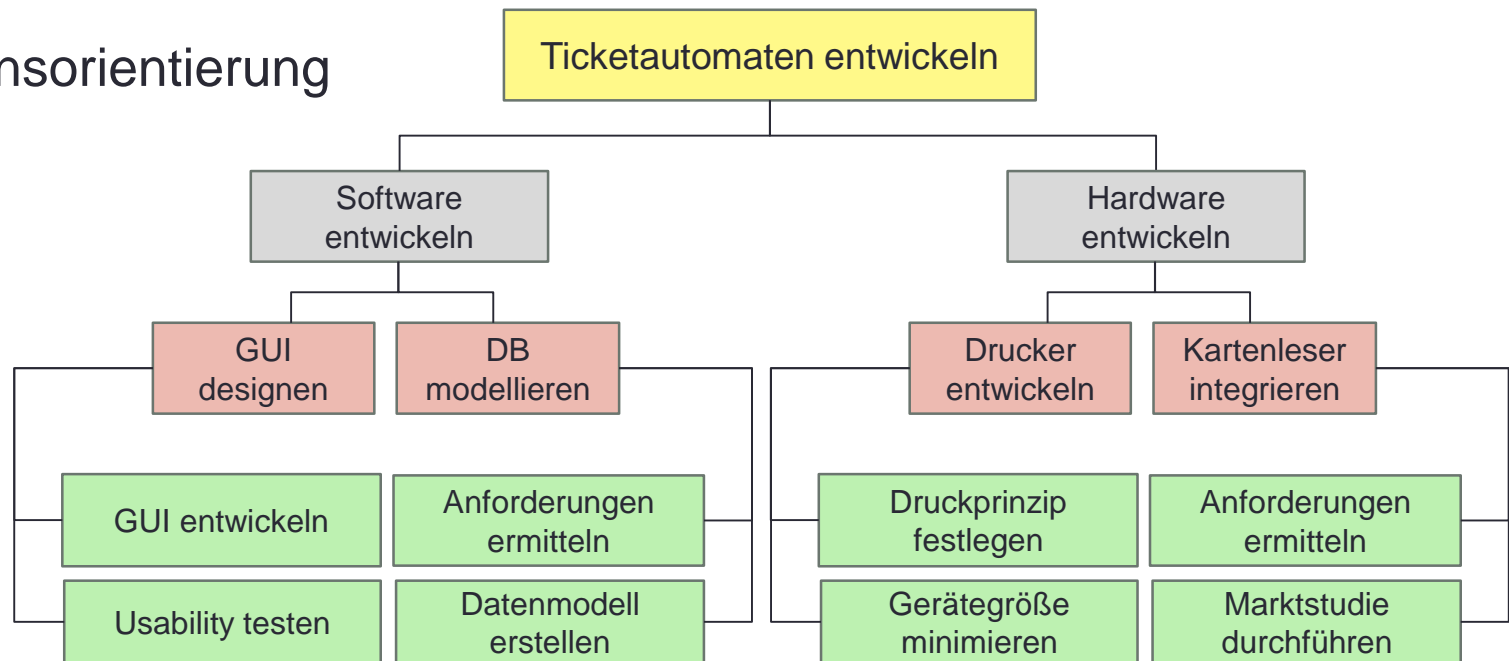 nsorientierung
Ticketautomaten entwickeln
Software
entwickeln
Hardware
entwickeln
GUI
designen
DB
modellieren
Drucker
entwickeln
Kartenleser
integrieren
GUI entwickeln
Anforderungen
ermitteln
Druckprinzip
festlegen
Anforderungen
ermitteln
Usability testen
Datenmodell
erstellen
Gerätegröße
minimieren
Marktstudie
durchführen